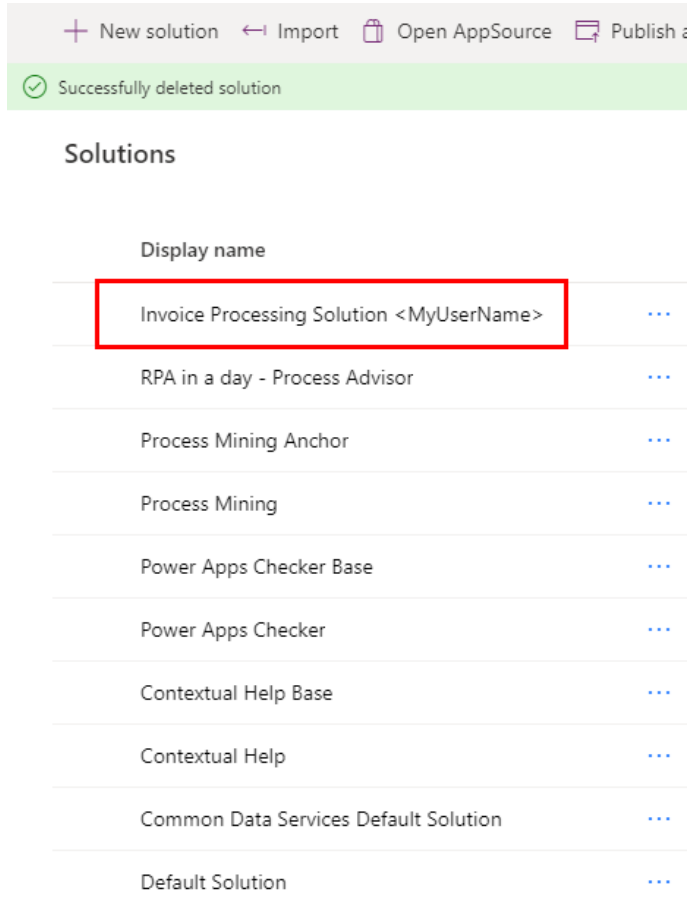 New solution Import Open AppSource Publish
Successfully deleted solution
Solutions
Display name
Invoice Processing Solution <MyUserName>
RPA in a day - Process Advisor
Process Mining Anchor
Process Mining
Power Apps Checker Base
Power Apps Checker
Contextual Help Base
Contextual Help
Common Data Services Default Solution
Default Solution